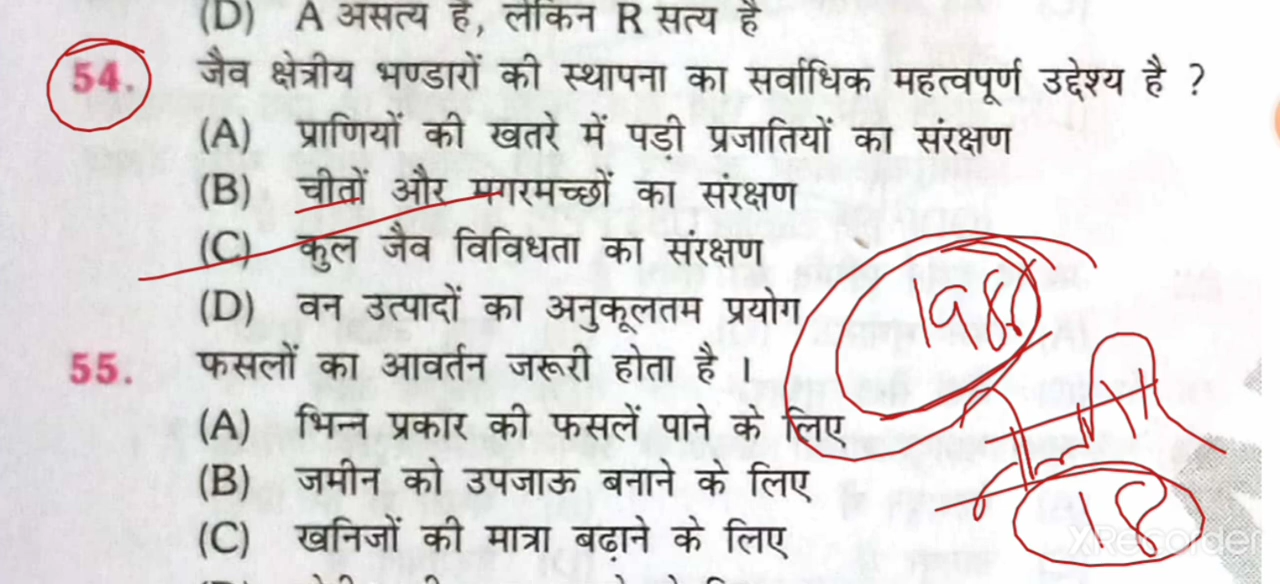 (D) A असत्य है, लेकिन R सत्य है
54. जैव क्षेत्रीय भण्डारों की स्थापना का सर्वाधिक महत्वपूर्ण उद्देश्य है ?
(A) प्राणियों की खतरे में पड़ी प्रजातियों का संरक्षण
(B) चीतों और मगरमच्छों का संरक्षण
(C) कुल जैव विविधता का संरक्षण
(D) वन उत्पादों का अनुकूलतम प्रयोग
55. फसलों का आवर्तन जरूरी होता है ।
(A) भिन्न प्रकार की फसलें पाने के लिए
(B) जमीन को उपजाऊ बनाने के लिए
18
(C) खनिजों की मात्रा बढ़ाने के लिए
XRecorder